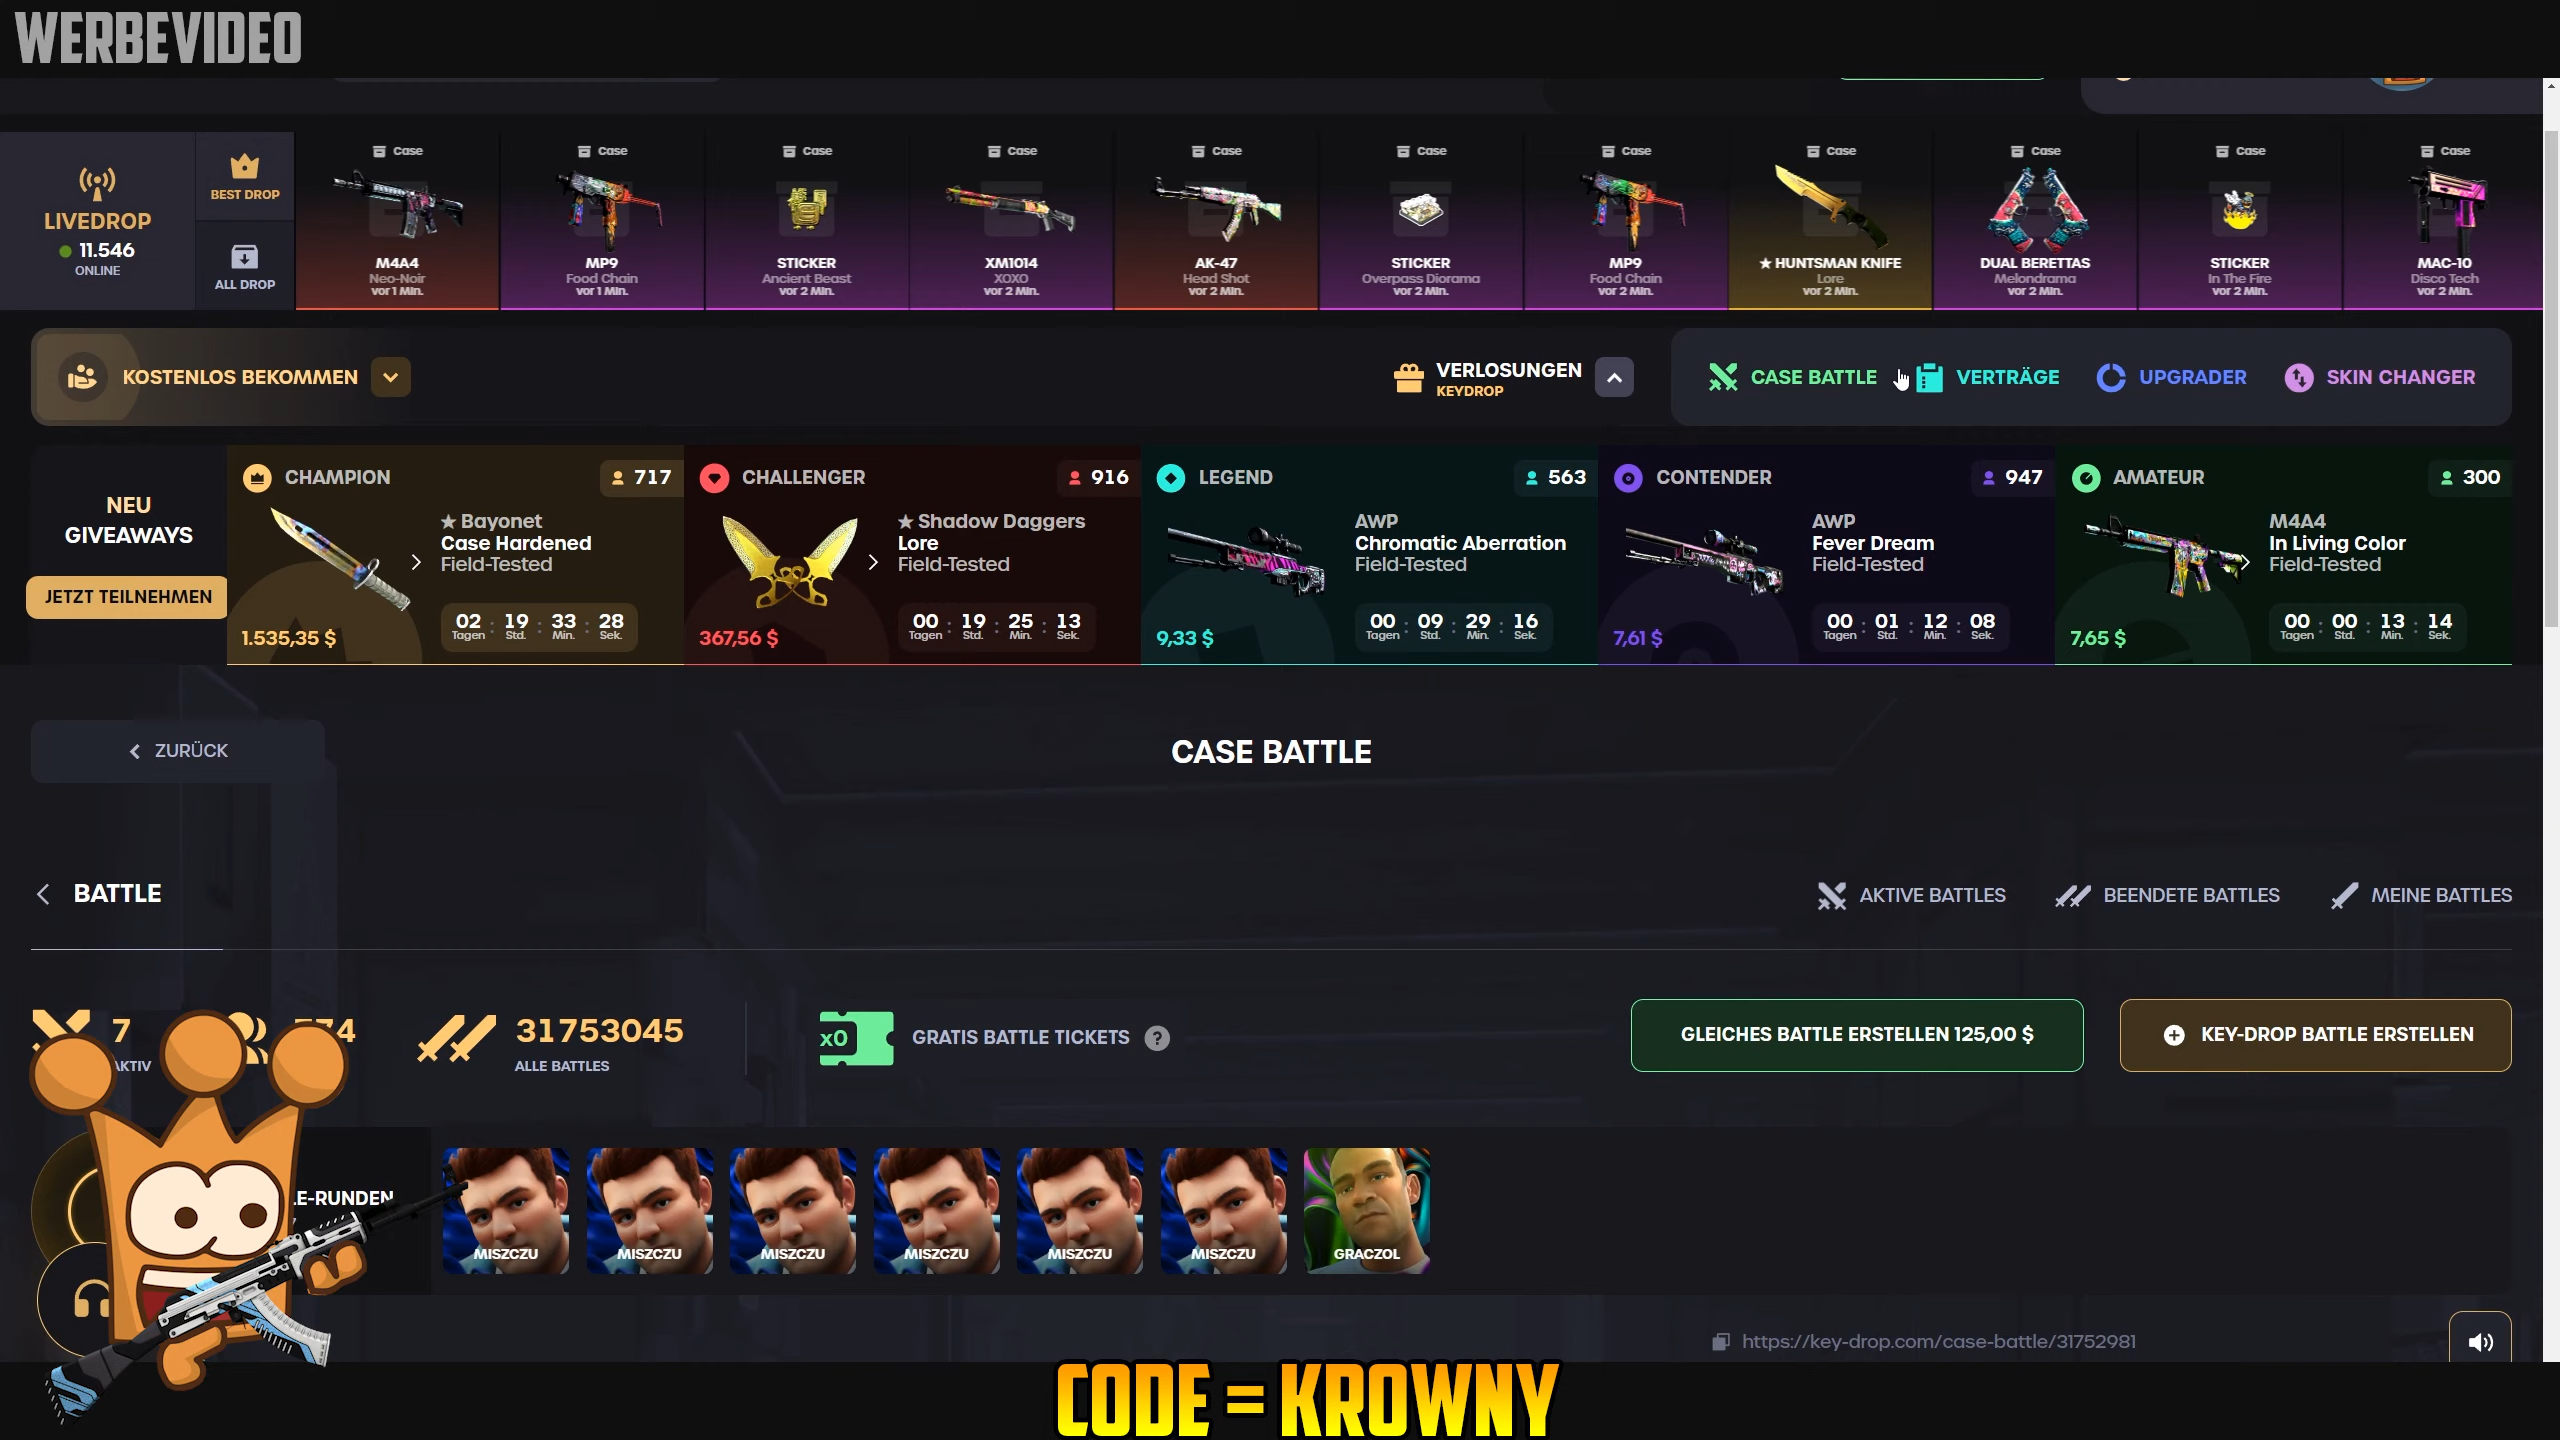 WERBEVIDEO
LIVEDROP
11.546
ONLINE
BEST DROP
ALL DROP
Case
M4A4
Neo-Noir
vor 1 Min.
Case
MP9
Food Chain
vor 1 Min.
Case
STICKER
Ancient Beast
vor 2 Min.
Case
XM1014
XOXO
vor 2 Min.
Case
AK-47
Head Shot
vor 2 Min.
Case
STICKER
Overpass Diorama
vor 2 Min.
Case
MP9
Food Chain
vor 2 Min.
Case
★ HUNTSMAN KNIFE
Lore
vor 2 Min.
Case
DUAL BERETTAS
Melondrama
vor 2 Min.
Case
STICKER
In The Fire
vor 2 Min.
Case
MAC-10
Disco Tech
vor 2 Min.
KOSTENLOS BEKOMMEN
VERLOSUNGEN
KEYDROP
CASE BATTLE
VERTRÄGE
UPGRADER
SKIN CHANGER
NEU
GIVEAWAYS
JETZT TEILNEHMEN
CHAMPION
717
★ Bayonet
Case Hardened
Field-Tested
1.535,35 $
02 : 19 : 33 : 28
Tagen Std. Min. Sek.
CHALLENGER
916
★ Shadow Daggers
Lore
Field-Tested
367,56 $
00 : 19 : 25 : 13
Tagen Std. Min. Sek.
LEGEND
563
AWP
Chromatic Aberration
Field-Tested
9,33 $
00 : 09 : 29 : 16
Tagen Std. Min. Sek.
CONTENDER
947
AWP
Fever Dream
Field-Tested
7,61 $
00 : 01 : 12 : 08
Tagen Std. Min. Sek.
AMATEUR
300
M4A4
In Living Color
Field-Tested
7,65 $
00 : 00 : 13 : 14
Tagen Std. Min. Sek.
ZURÜCK
CASE BATTLE
BATTLE
AKTIVE BATTLES
BEENDETE BATTLES
MEINE BATTLES
7
AKTIV
31753045
ALLE BATTLES
x0
GRATIS BATTLE TICKETS ?
GLEICHES BATTLE ERSTELLEN 125,00 $
KEY-DROP BATTLE ERSTELLEN
LE-RUNDEN
MISZCZU
MISZCZU
MISZCZU
MISZCZU
MISZCZU
MISZCZU
GRACZOL
https://key-drop.com/case-battle/31752981
CODE = KROWNY